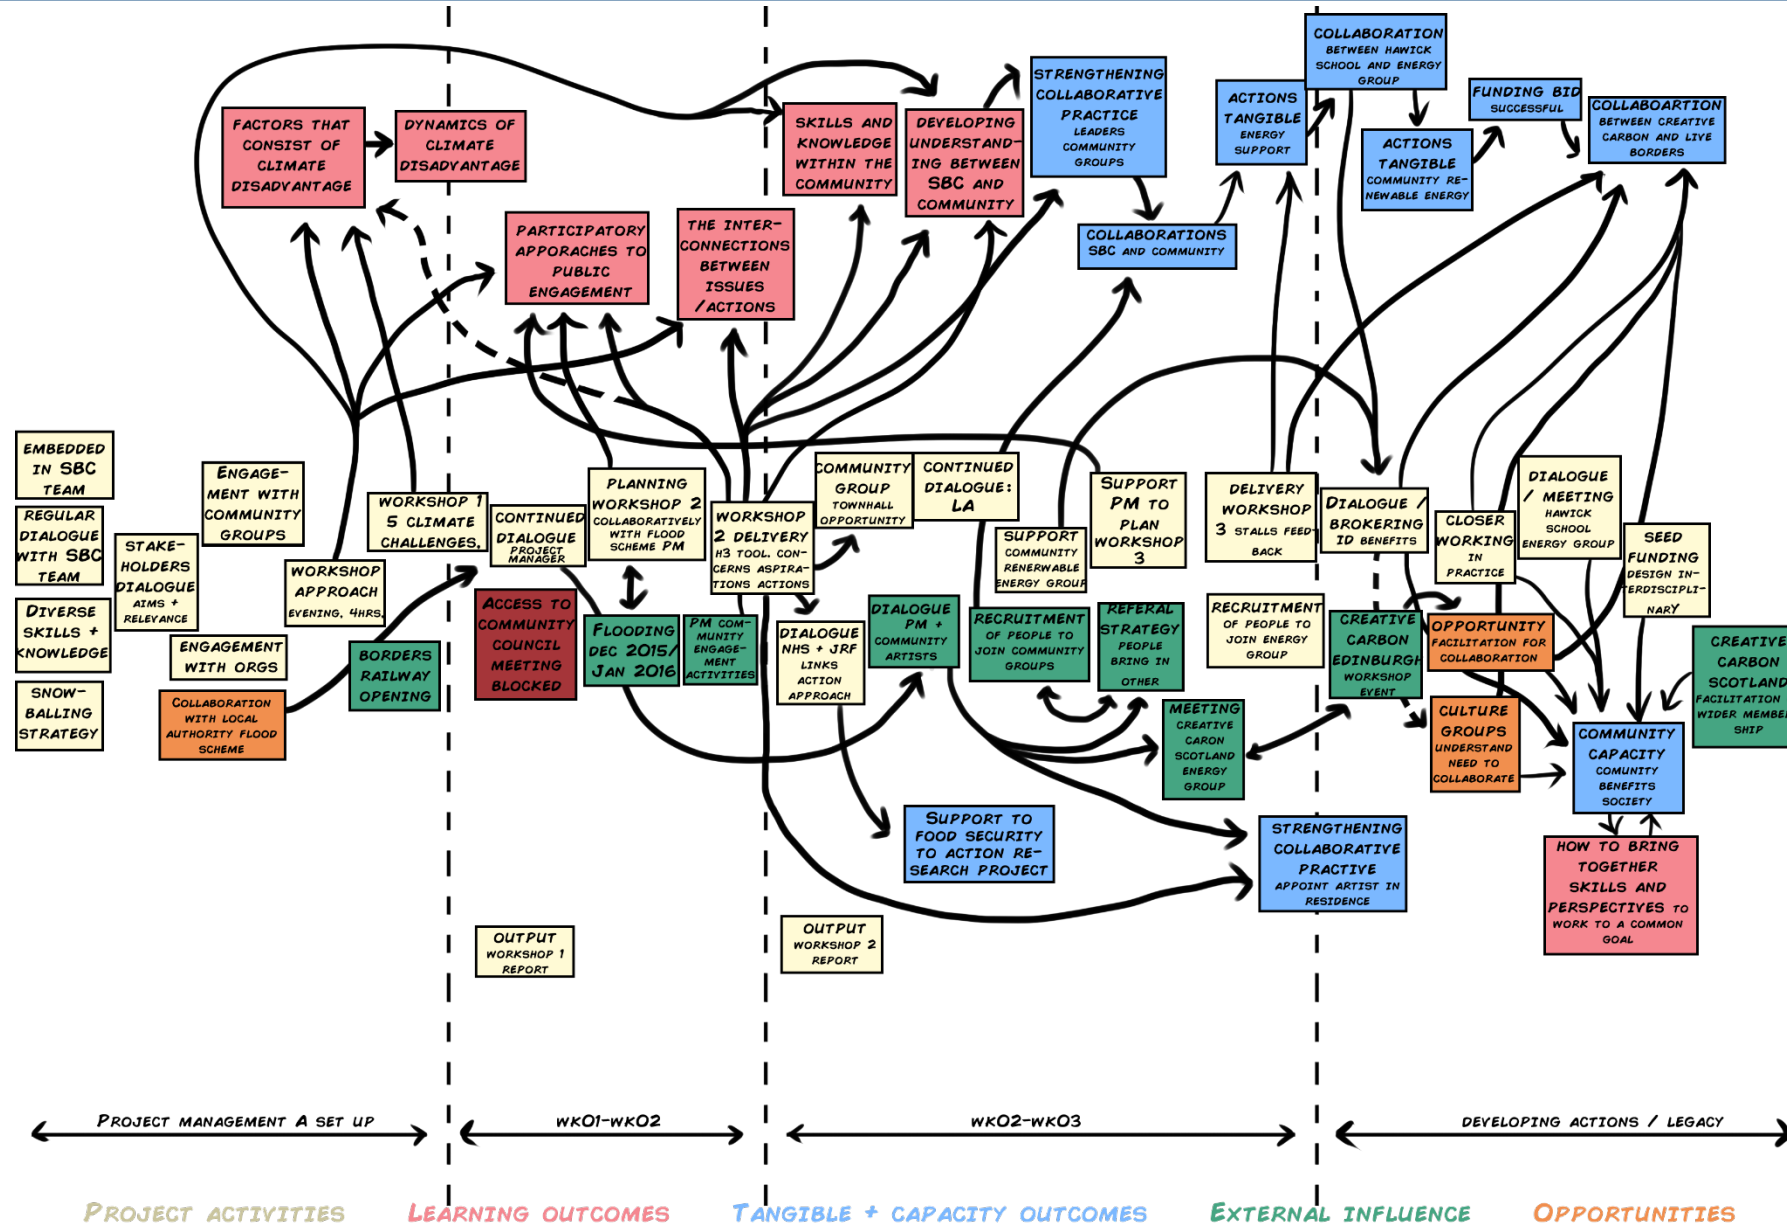 FACTORS THAT
CONSIST OF
CLIMATE
DISADVANTAGE
DYNAMICS OF
CLIMATE
DISADVANTAGE
PARTICIPATORY
APPORACHES TO
PUBLIC
ENGAGEMENT
THE INTER-
CONNECTIONS
BETWEEN
ISSUES
/ACTIONS
SKILLS AND
KNOWLEDGE
WITHIN THE
COMMUNITY
DEVELOPING
UNDERSTAND-
ING BETWEEN
SBC AND
COMMUNITY
STRENGTHENING
COLLABORATIVE
PRACTICE
LEADERS
COMMUNITY
GROUPS
COLLABORATIONS
SBC AND COMMUNITY
ACTIONS
TANGIBLE
ENERGY
SUPPORT
COLLABORATION
BETWEEN HAWICK
SCHOOL AND ENERGY
GROUP
ACTIONS
TANGIBLE
COMMUNITY RE-
NEWABLE ENERGY
FUNDING BID
SUCCESSFUL
COLLABOARTION
BETWEEN CREATIVE
CARBON AND LIVE
BORDERS
EMBEDDED
IN SBC
TEAM
REGULAR
DIALOGUE
WITH SBC
TEAM
DIVERSE
SKILLS +
KNOWLEDGE
SNOW-
BALLING
STRATEGY
STAKE-
HOLDERS
DIALOGUE
AIMS +
RELEVANCE
ENGAGE-
MENT WITH
COMMUNITY
GROUPS
ENGAGEMENT
WITH ORGS
COLLABORATION
WITH LOCAL
AUTHORITY FLOOD
SCHEME
WORKSHOP
APPROACH
EVENING, 4HRS,
WORKSHOP 1
5 CLIMATE
CHALLENGES,
BORDERS
RAILWAY
OPENING
CONTINUED
DIALOGUE
PROJECT
MANAGER
ACCESS TO
COMMUNITY
COUNCIL
MEETING
BLOCKED
PLANNING
WORKSHOP 2
COLLABORATIVELY
WITH FLOOD
SCHEME PM
FLOODING
DEC 2015/
JAN 2016
PM COM-
MUNITY
ENGAGE-
MENT
ACTIVITIES
WORKSHOP
2 DELIVERY
H3 TOOL. CON-
CERNS ASPIRA-
TIONS ACTIONS
COMMUNITY
GROUP
TOWNHALL
OPPORTUNITY
DIALOGUE
NHS + JRF
LINKS
ACTION
APPROACH
DIALOGUE
PM +
COMMUNITY
ARTISTS
CONTINUED
DIALOGUE:
LA
SUPPORT
COMMUNITY
RENERWABLE
ENERGY GROUP
SUPPORT
PM TO
PLAN
WORKSHOP
3
RECRUITMENT
OF PEOPLE TO
JOIN COMMUNITY
GROUPS
REFERAL
STRATEGY
PEOPLE
BRING IN
OTHER
MEETING
CREATIVE
CARON
SCOTLAND
ENERGY
GROUP
DELIVERY
WORKSHOP
3 STALLS FEED-
BACK
RECRUITMENT
OF PEOPLE TO
JOIN ENERGY
GROUP
DIALOGUE /
BROKERING
ID BENEFITS
CREATIVE
CARBON
EDINBURGH
WORKSHOP
EVENT
CLOSER
WORKING
IN
PRACTICE
DIALOGUE
/ MEETING
HAWICK
SCHOOL
ENERGY GROUP
SEED
FUNDING
DESIGN IN-
TERDISCIPLI-
NARY
OPPORTUNITY
FACILITATION FOR
COLLABORATION
CULTURE
GROUPS
UNDERSTAND
NEED TO
COLLABORATE
CREATIVE
CARBON
SCOTLAND
FACILITATION
WIDER MEMBER
SHIP
COMMUNITY
CAPACITY
COMUNITY
BENEFITS
SOCIETY
HOW TO BRING
TOGETHER
SKILLS AND
PERSPECTIVES TO
WORK TO A COMMON
GOAL
SUPPORT TO
FOOD SECURITY
TO ACTION RE-
SEARCH PROJECT
STRENGTHENING
COLLABORATIVE
PRACTIVE
APPOINT ARTIST IN
RESIDENCE
OUTPUT
WORKSHOP 1
REPORT
OUTPUT
WORKSHOP 2
REPORT
PROJECT MANAGEMENT A SET UP
WK01-WK02
WK02-WK03
DEVELOPING ACTIONS / LEGACY
PROJECT ACTIVITIES
LEARNING OUTCOMES
TANGIBLE + CAPACITY OUTCOMES
EXTERNAL INFLUENCE
OPPORTUNITIES